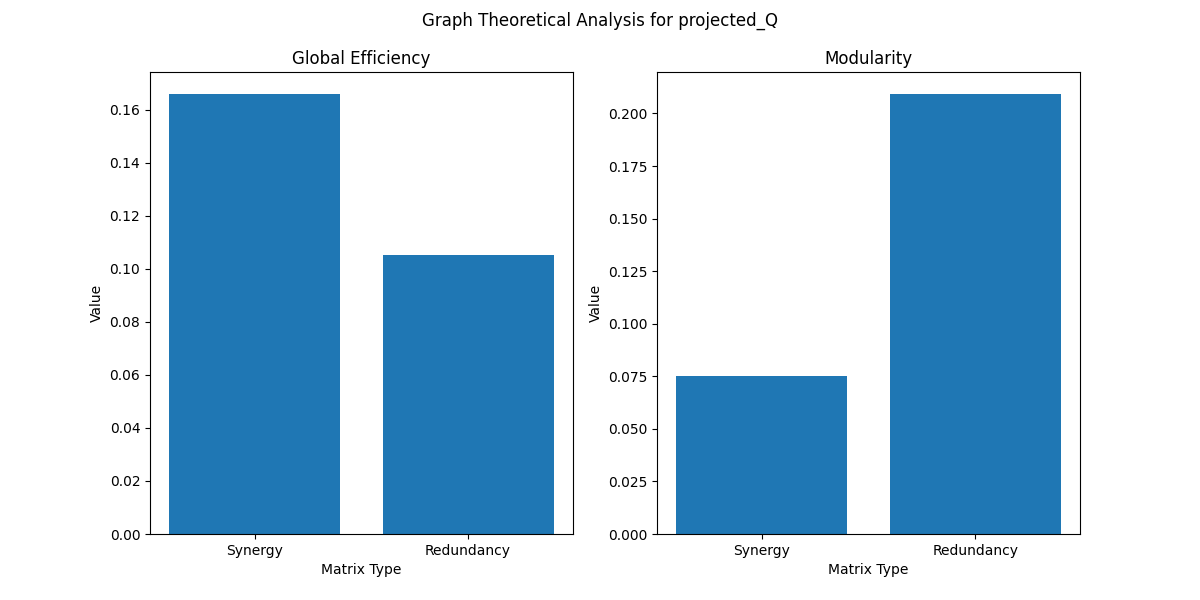 Graph Theoretical Analysis for projected_Q
Global Efficiency
0.16
0.14
0.12
0.10
0.08
0.06
0.04
0.02
0.00
Value
Synergy
Redundancy
Matrix Type
Modularity
0.200
0.175
0.150
0.125
0.100
0.075
0.050
0.025
0.000
Value
Synergy
Redundancy
Matrix Type